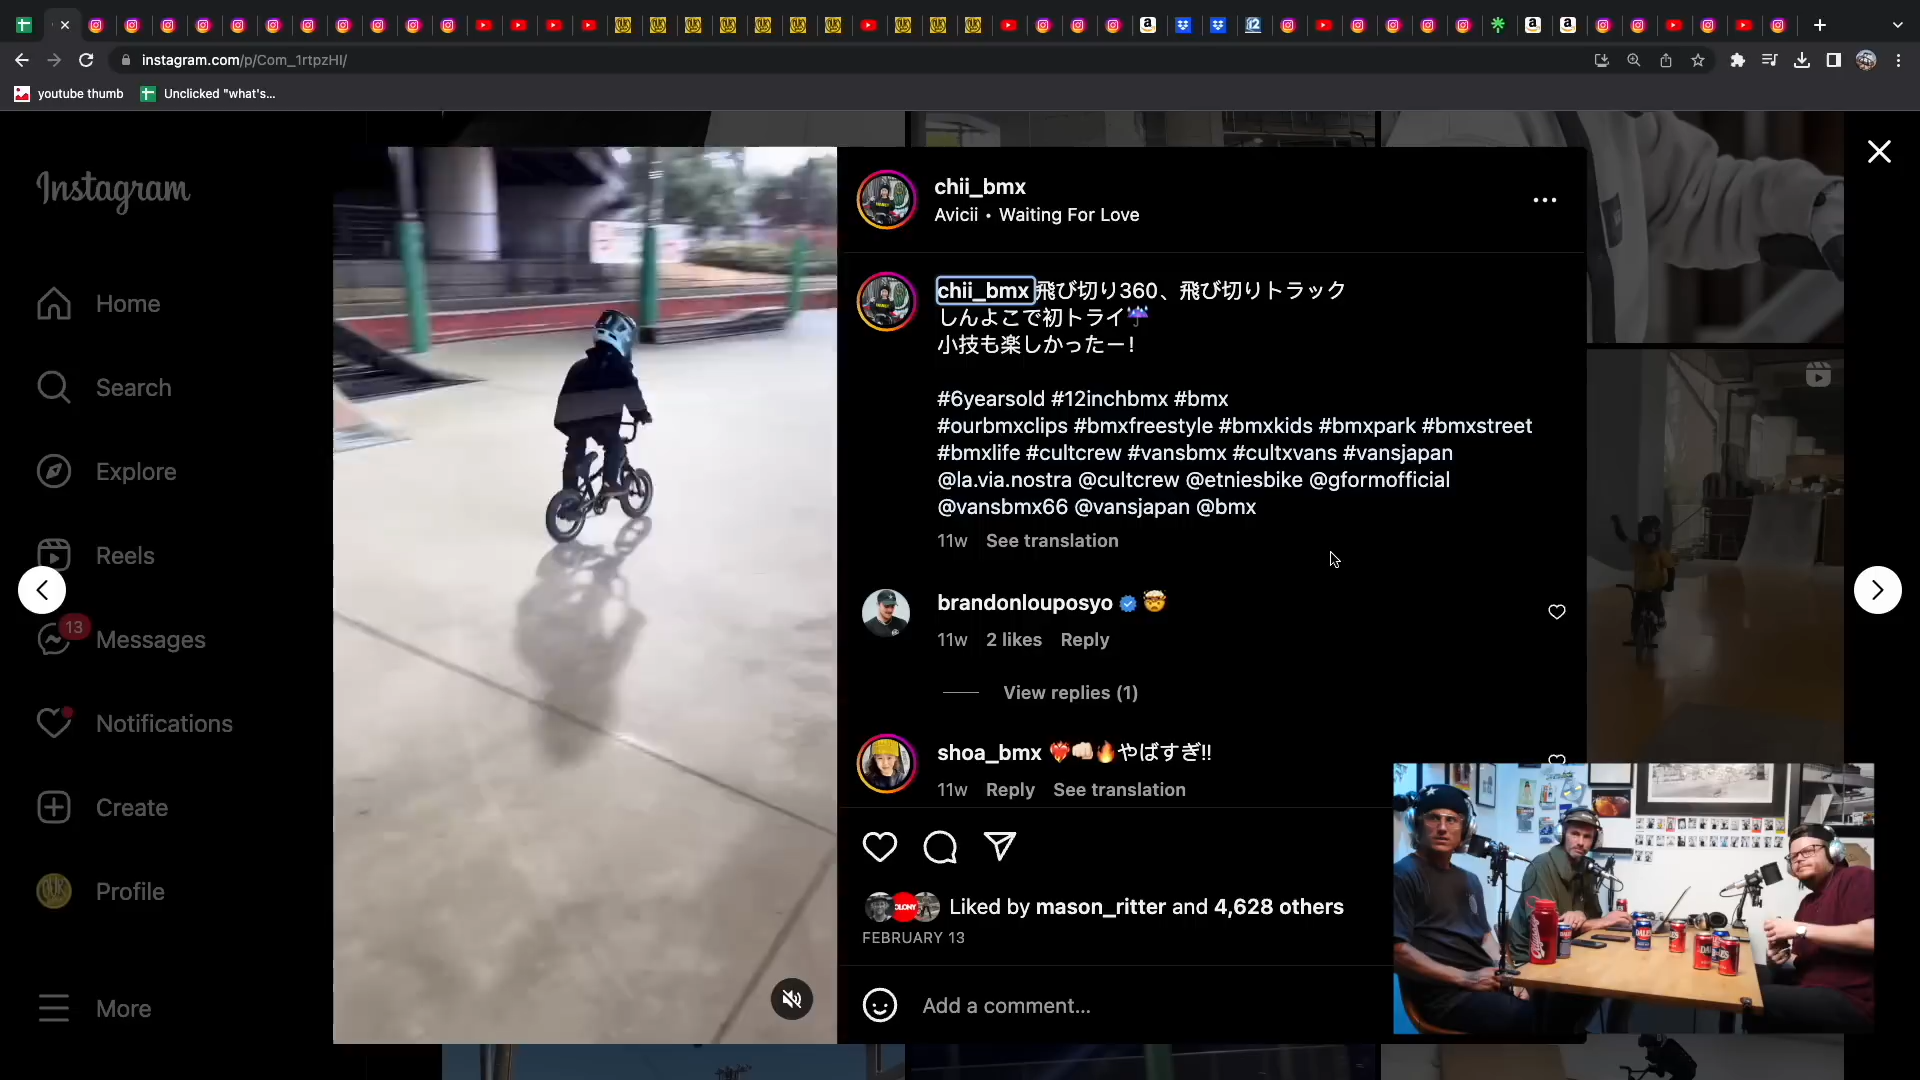 instagram.com/p/Com_1rtpzHI/
youtube thumb
Unclicked "what's...
Instagram
Home
Search
Explore
Reels
13
Messages
Notifications
Create
Profile
More
chii_bmx
Avicii • Waiting For Love
chii_bmx 飛び切り360、飛び切りトラック
しんよこで初トライ☔
小技も楽しかったー!
#6yearsold #12inchbmx #bmx
#ourbmxclips #bmxfreestyle #bmxkids #bmxpark #bmxstreet
#bmxlife #cultcrew #vansbmx #cultxvans #vansjapan
@la.via.nostra @cultcrew @etniesbike @gformofficial
@vansbmx66 @vansjapan @bmx
11w See translation
brandonlouposyo 🤯
11w 2 likes Reply
View replies (1)
shoa_bmx ❤️‍🔥👊🏻🔥やばすぎ!!
11w Reply See translation
Liked by mason_ritter and 4,628 others
FEBRUARY 13
Add a comment...